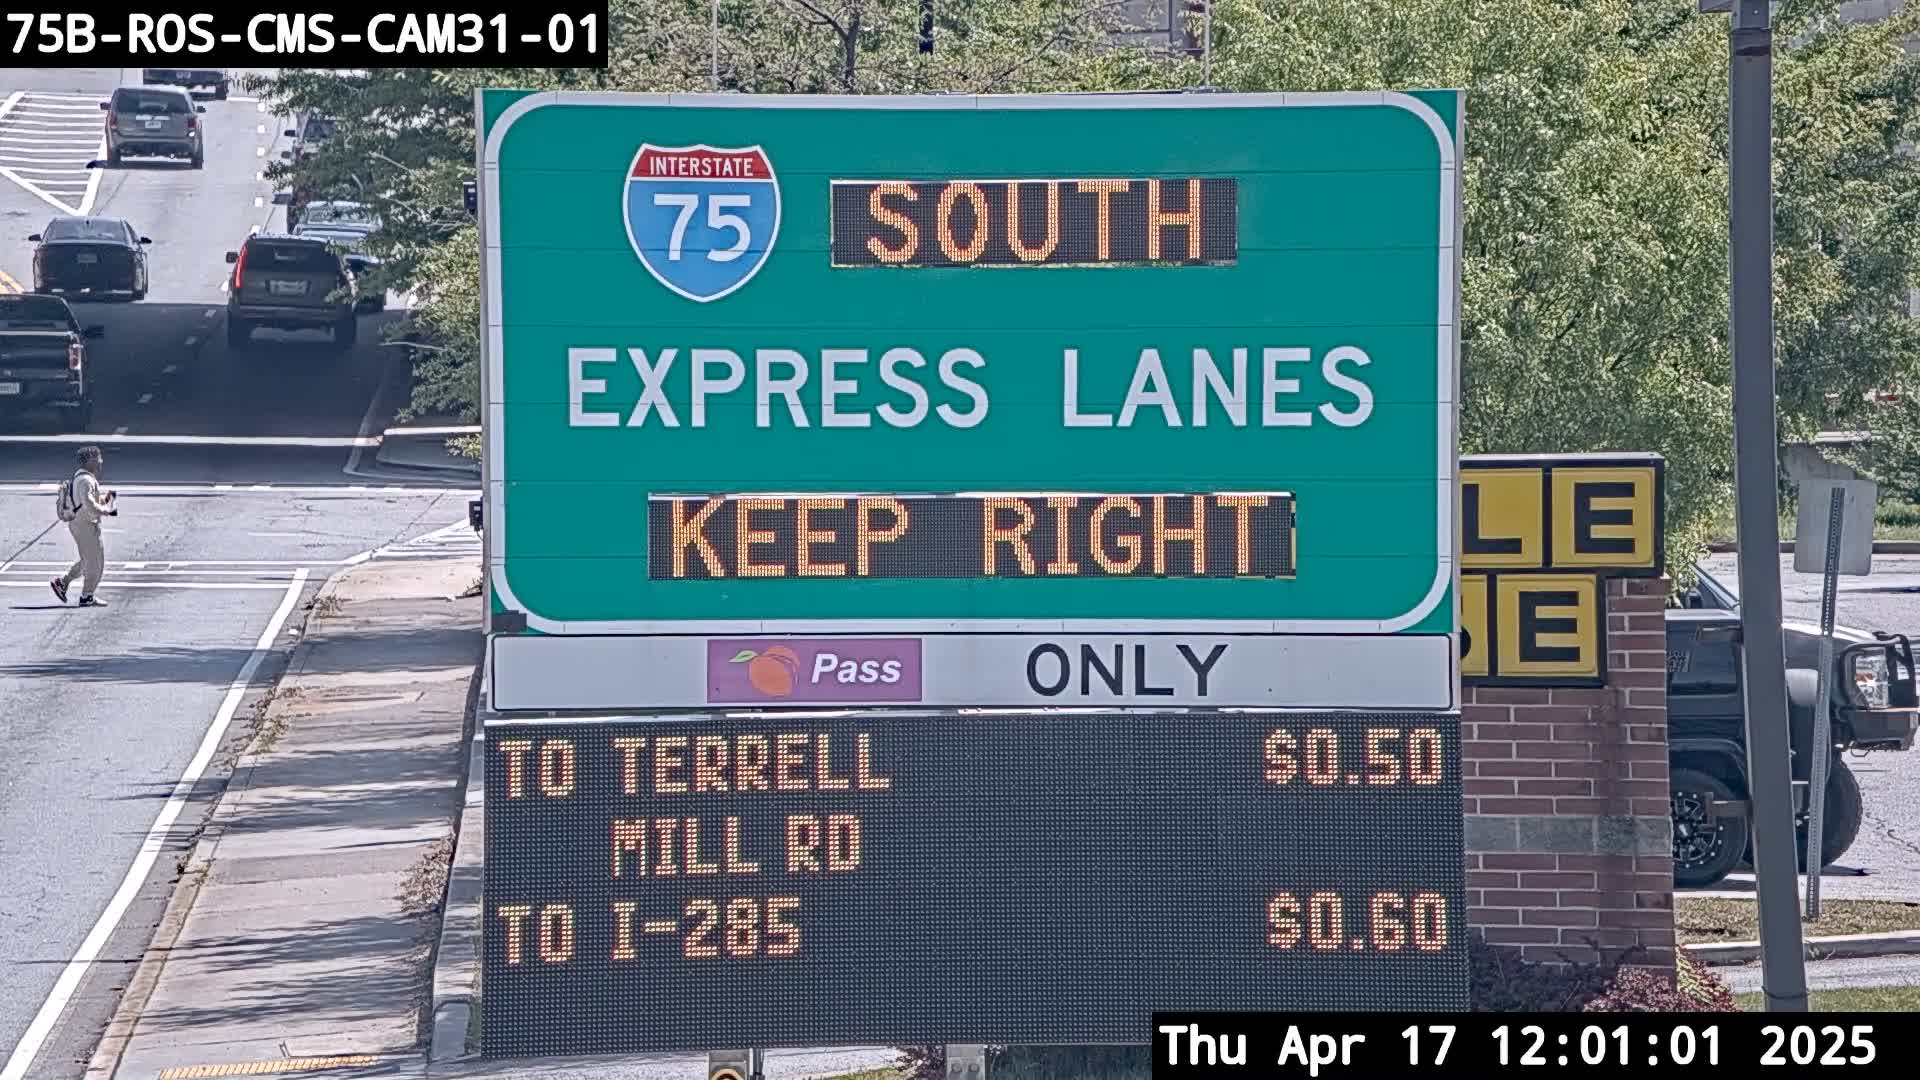 75B-ROS-CMS-CAM31-01
INTERSTATE
75
SOUTH
EXPRESS LANES
KEEP RIGHT
Pass ONLY
TO TERRELL $0.50
MILL RD
TO I-285 $0.60
LE
E
Thu Apr 17 12:01:01 2025